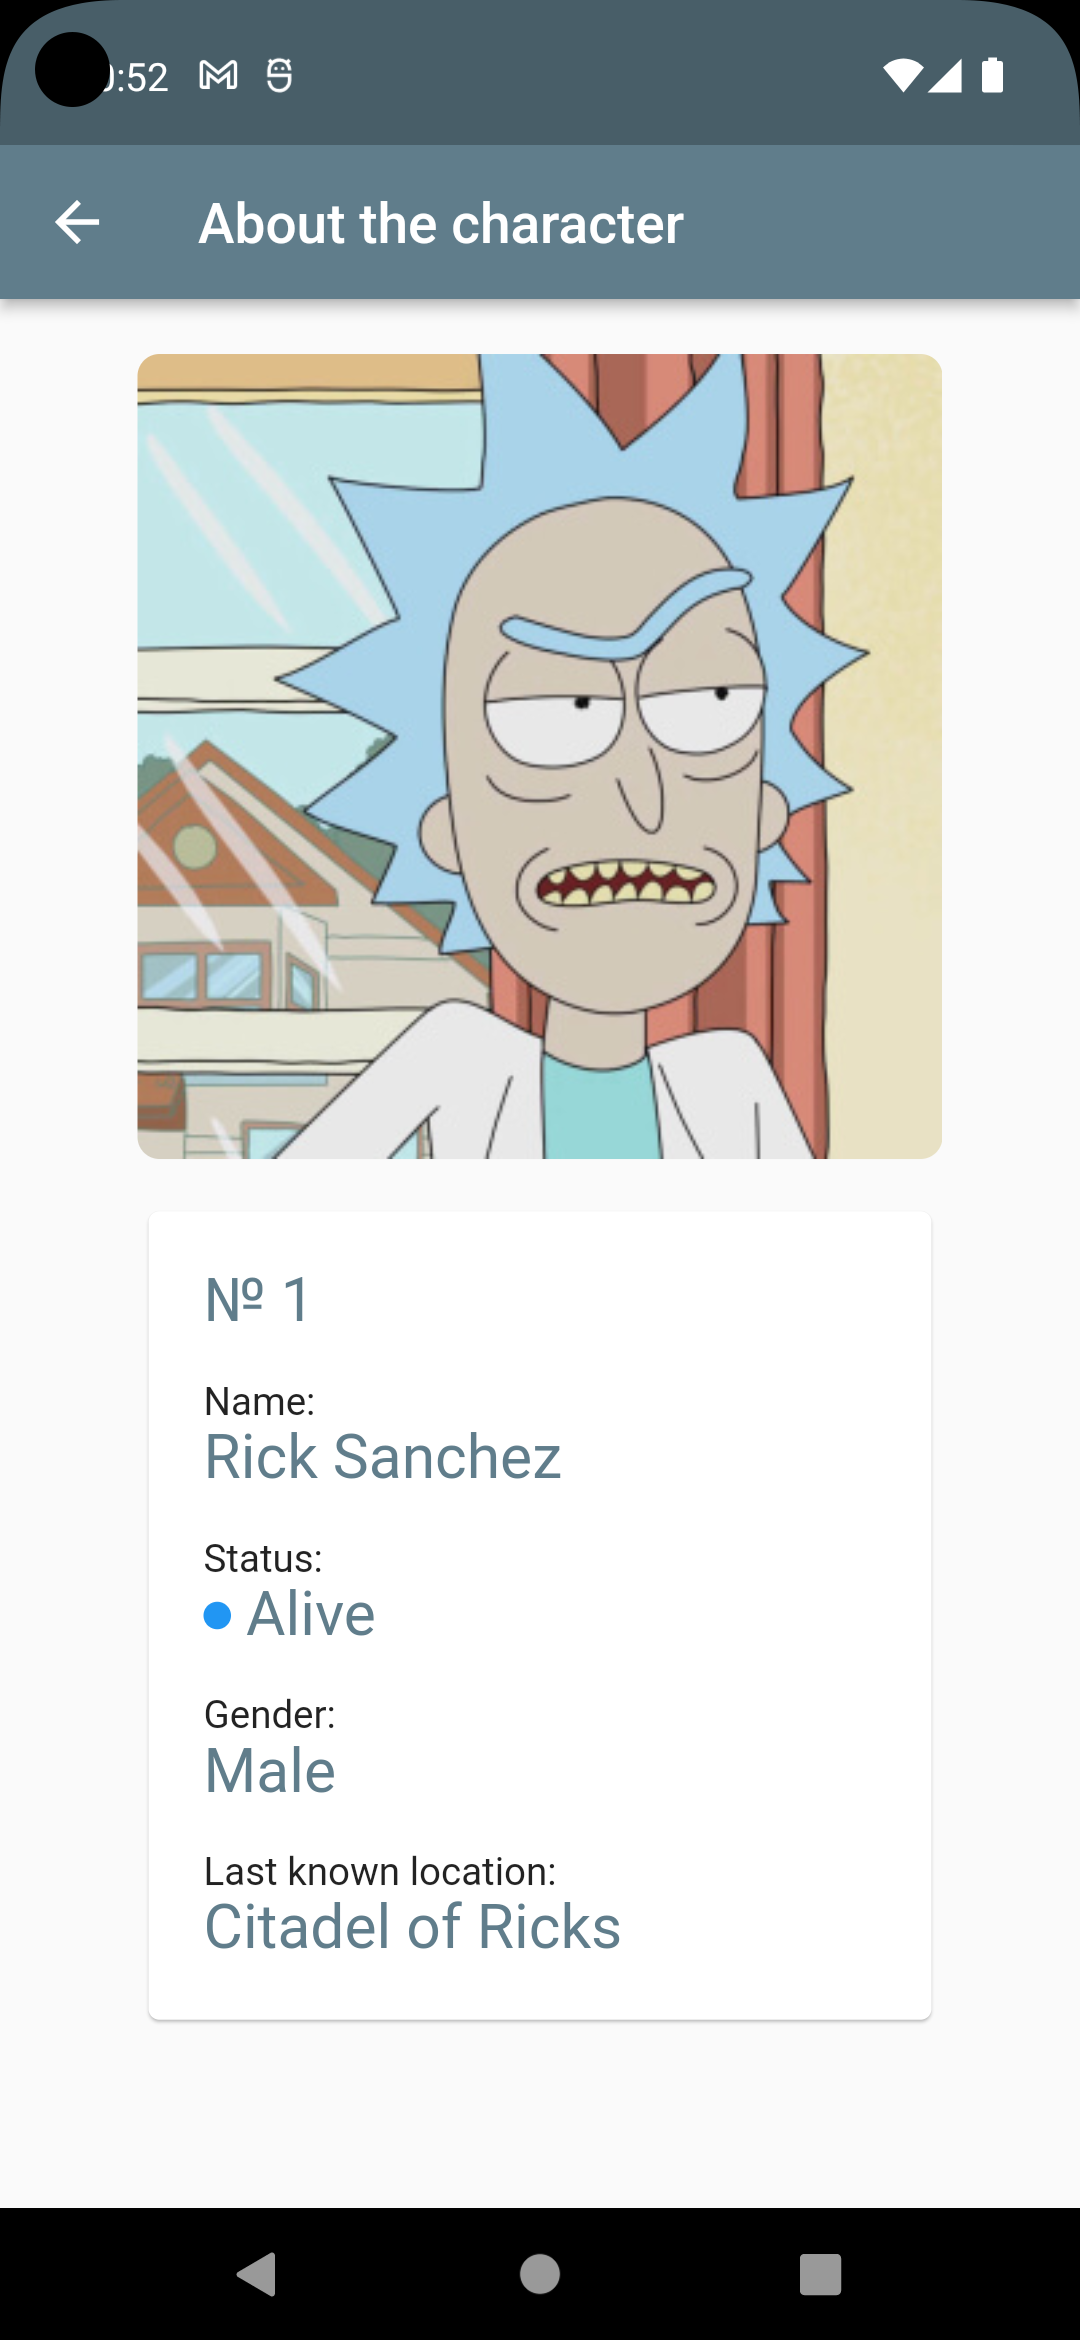 :52
About the character
№ 1
Name:
Rick Sanchez
Status:
Alive
Gender:
Male
Last known location:
Citadel of Ricks